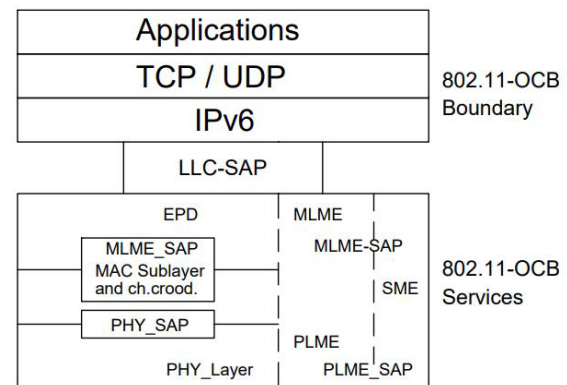 Applications
TCP / UDP
IPv6
802.11-OCB
Boundary
LLC-SAP
EPD
MLME
MLME_SAP
MAC Sublayer
and ch.crood.
MLME-SAP
SME
802.11-OCB
Services
PHY_SAP
PLME
PHY_Layer
PLME_SAP